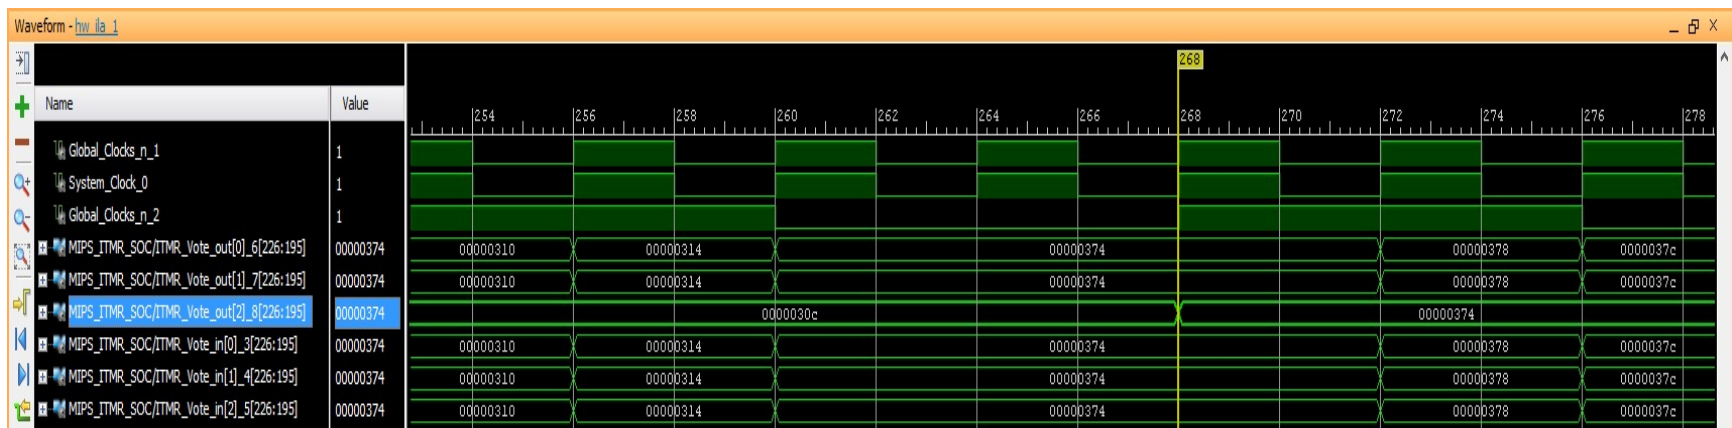 Waveform - hw_ila_1
268
Name Value
254 256 258 260 262 264 266 268 270 272 274 276 278
Global_Clocks_n_1 1
System_Clock_0 1
Global_Clocks_n_2 1
MIPS_ITMR_SOC/ITMR_Vote_out[0]_6[226:195] 00000374 00000310 00000314 00000374 00000378 0000037c
MIPS_ITMR_SOC/ITMR_Vote_out[1]_7[226:195] 00000374 00000310 00000314 00000374 00000378 0000037c
MIPS_ITMR_SOC/ITMR_Vote_out[2]_8[226:195] 00000374 0000030c 00000374
MIPS_ITMR_SOC/ITMR_Vote_in[0]_3[226:195] 00000374 00000310 00000314 00000374 00000378 0000037c
MIPS_ITMR_SOC/ITMR_Vote_in[1]_4[226:195] 00000374 00000310 00000314 00000374 00000378 0000037c
MIPS_ITMR_SOC/ITMR_Vote_in[2]_5[226:195] 00000374 00000310 00000314 00000374 00000378 0000037c